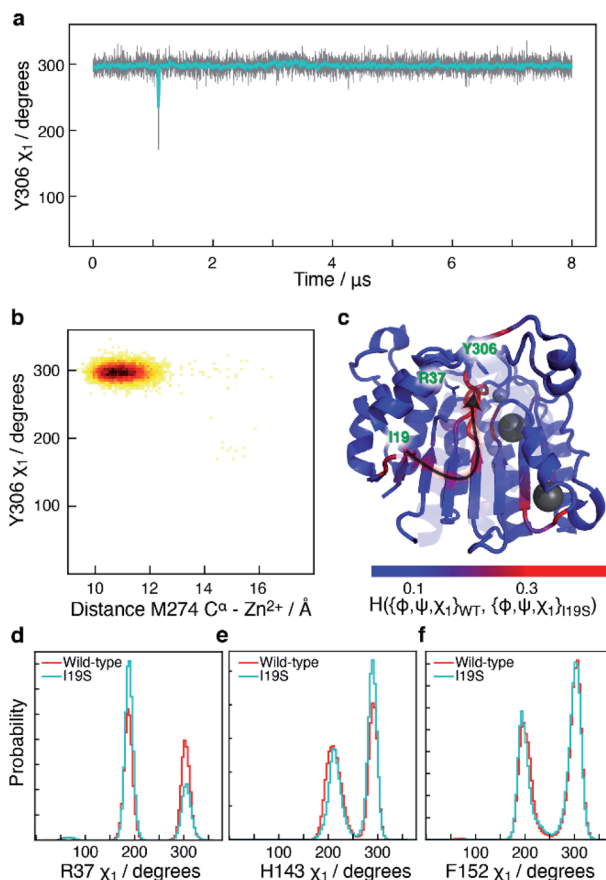 a
Y306 χ1 / degrees
300
200
100
0 2 4 6 8
Time / μs
b
Y306 χ1 / degrees
300
200
100
10 12 14 16
Distance M274 Cα - Zn2+ / Å
c
Y306
R37
I19
0.1 0.3
H({ϕ,ψ,χ1}WT, {ϕ,ψ,χ1}I19S)
d
Wild-type
I19S
Probability
100 200 300
R37 χ1 / degrees
e
Wild-type
I19S
100 200 300
H143 χ1 / degrees
f
Wild-type
I19S
100 200 300
F152 χ1 / degrees